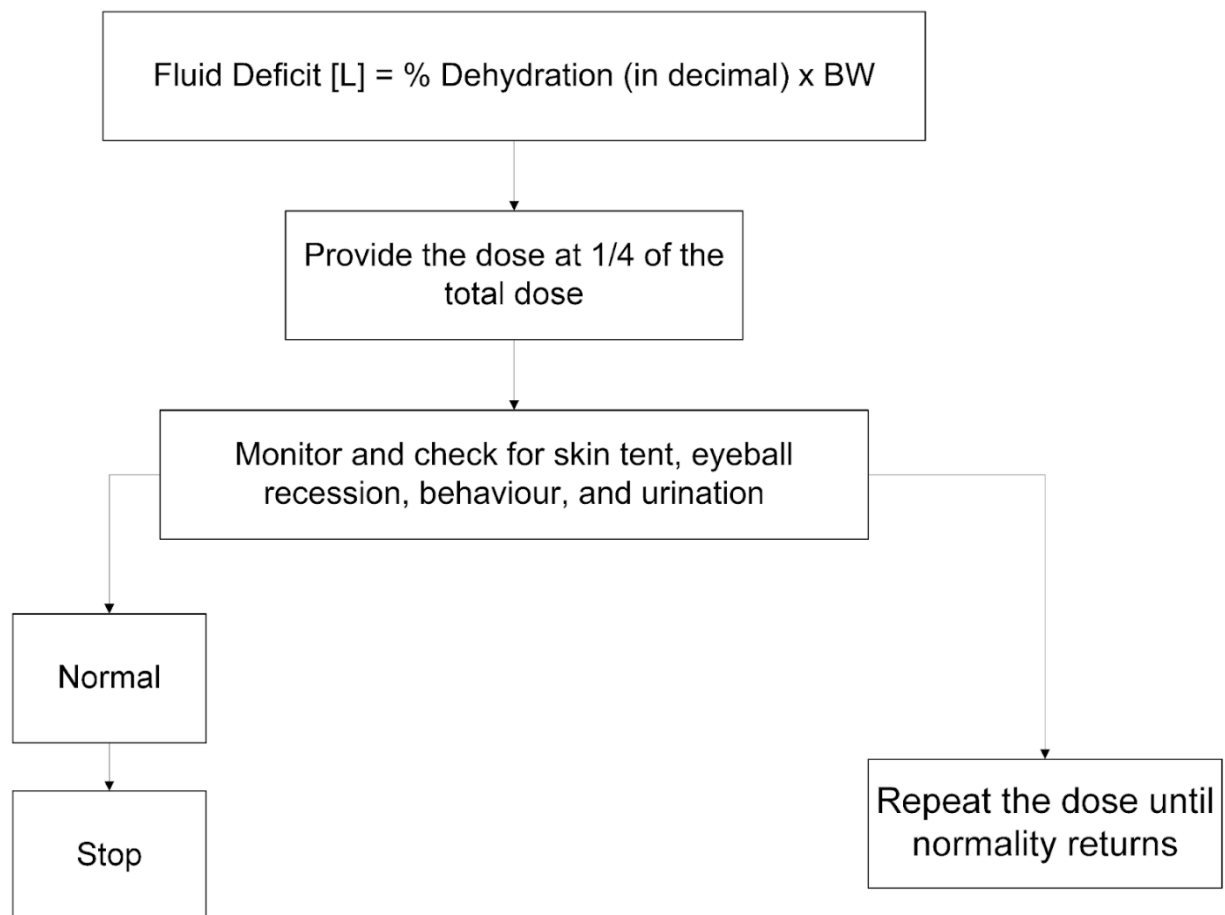 Fluid Deficit [L] = % Dehydration (in decimal) x BW
Provide the dose at 1/4 of the
total dose
Monitor and check for skin tent, eyeball
recession, behaviour, and urination
Normal
Stop
Repeat the dose until
normality returns